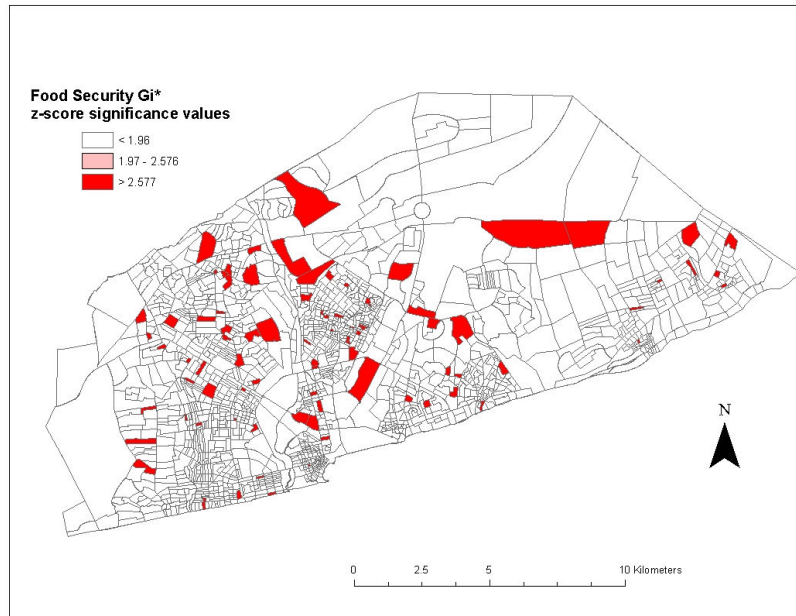 Food Security Gi*
z-score significance values
< 1.96
1.97 - 2.576
> 2.577
N
0 2.5 5 10 Kilometers